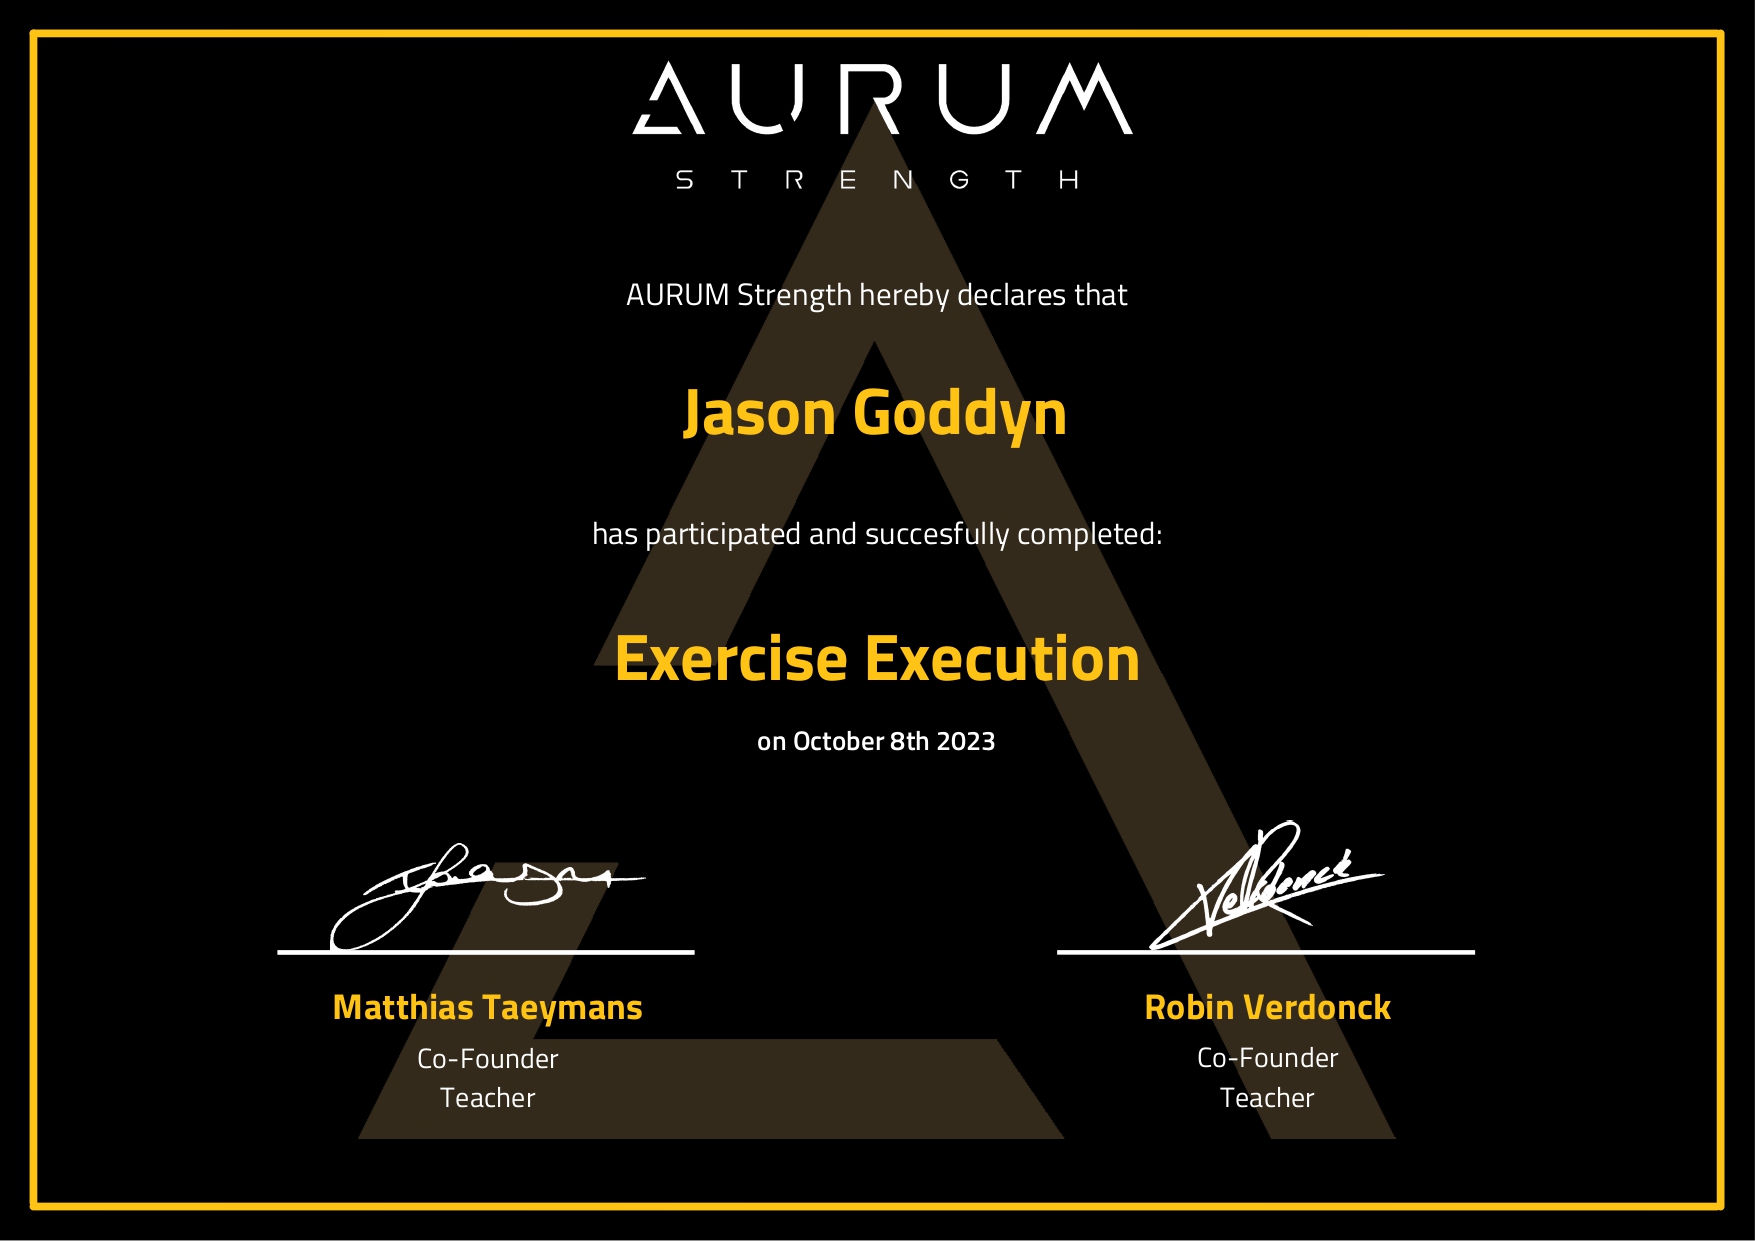 AURUM
STRENGTH
AURUM Strength hereby declares that
Jason Goddyn
has participated and succesfully completed:
Exercise Execution
on October 8th 2023
Matthias Taeymans
Robin Verdonck
Co-Founder
Co-Founder
Teacher
Teacher